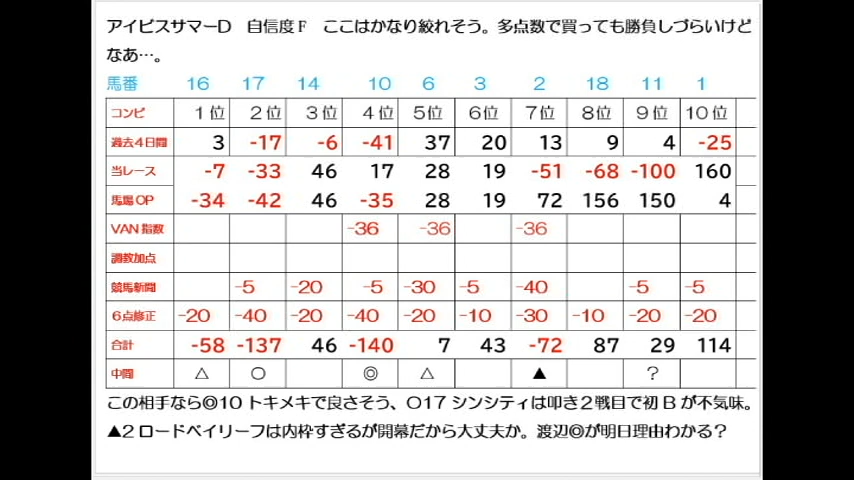 アイビスサマーD　自信度F　ここはかなり絞れそう。多点数で買っても勝負しづらいけど
なあ…。
馬番 16 17 14 10 6 3 2 18 11 1
コンピ 1位 2位 3位 4位 5位 6位 7位 8位 9位 10位
過去4日間 3 -17 -6 -41 37 20 13 9 4 -25
当レース -7 -33 46 17 28 19 -51 -68 -100 160
馬場OP -34 -42 46 -35 28 19 72 156 150 4
VAN指数 -36 -36 -36
調教加点
競馬新聞 -5 -20 -5 -30 -5 -40 -5 -5
6点修正 -20 -40 -20 -40 -20 -10 -30 -10 -20 -20
合計 -58 -137 46 -140 7 43 -72 87 29 114
中間 △ ○ ◎ △ ▲ ?
この相手なら◎10トキメキで良さそう、○17シンシティは叩き2戦目で初Bが不気味。
▲2ロードベイリーフは内枠すぎるが開幕だから大丈夫か。渡辺◎が明日理由わかる？